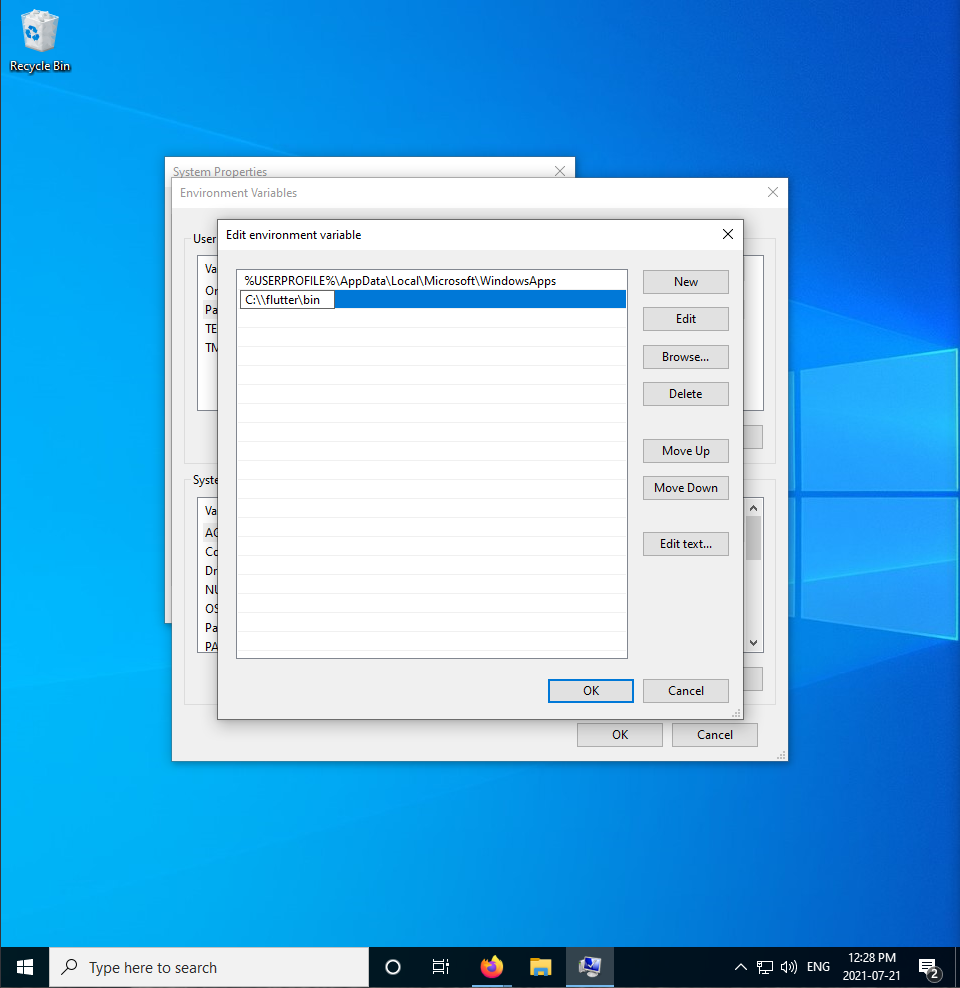 Recycle Bin
System Properties
Environment Variables
User
Edit environment variable
Va
%USERPROFILE%\AppData\Local\Microsoft\WindowsApps
New
Or
C:\\flutter\bin
Pa
Edit
TE
TM
Browse...
Delete
Move Up
Syste
Move Down
Va
AC
Co
Edit text...
Dr
NU
OS
Pa
PA
OK
Cancel
OK
Cancel
Type here to search
ENG
12:28 PM
2021-07-21
2